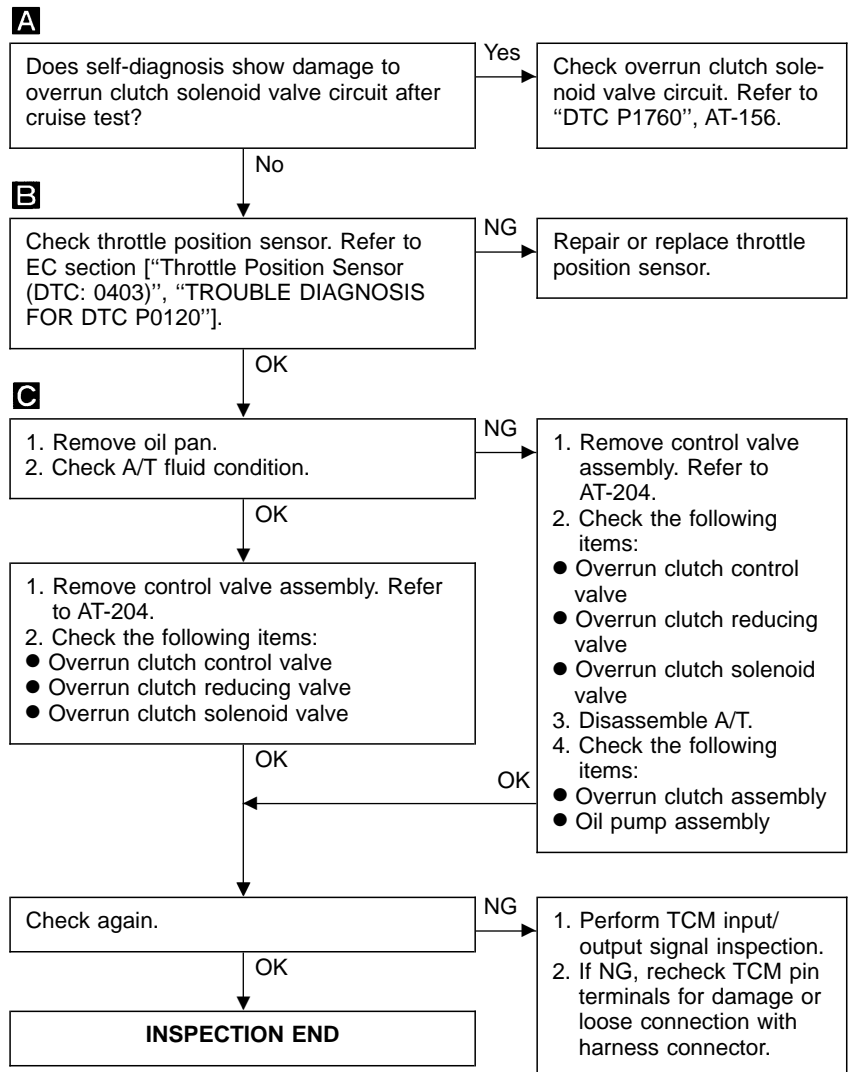 A
Does self-diagnosis show damage to
overrun clutch solenoid valve circuit after
cruise test?
Yes
Check overrun clutch sole-
noid valve circuit. Refer to
“DTC P1760’’, AT-156.
No
B
Check throttle position sensor. Refer to
EC section [‘‘Throttle Position Sensor
(DTC: 0403)’’, ‘‘TROUBLE DIAGNOSIS
FOR DTC P0120’’].
NG
Repair or replace throttle
position sensor.
OK
C
1. Remove oil pan.
2. Check A/T fluid condition.
NG
1. Remove control valve
assembly. Refer to
AT-204.
2. Check the following
items:
● Overrun clutch control
valve
● Overrun clutch reducing
valve
● Overrun clutch solenoid
valve
3. Disassemble A/T.
4. Check the following
items:
● Overrun clutch assembly
● Oil pump assembly
OK
1. Remove control valve assembly. Refer
to AT-204.
2. Check the following items:
● Overrun clutch control valve
● Overrun clutch reducing valve
● Overrun clutch solenoid valve
OK
OK
Check again.
NG
1. Perform TCM input/
output signal inspection.
2. If NG, recheck TCM pin
terminals for damage or
loose connection with
harness connector.
OK
INSPECTION END